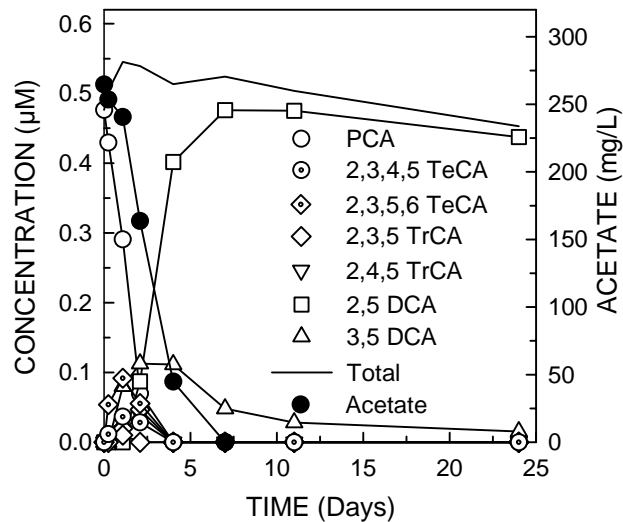 CONCENTRATION (µM)
0.6
0.5
0.4
0.3
0.2
0.1
0.0
PCA
2,3,4,5 TeCA
2,3,5,6 TeCA
2,3,5 TrCA
2,4,5 TrCA
2,5 DCA
3,5 DCA
Total
Acetate
300
250
200
150
100
50
0
ACETATE (mg/L)
0 5 10 15 20 25
TIME (Days)